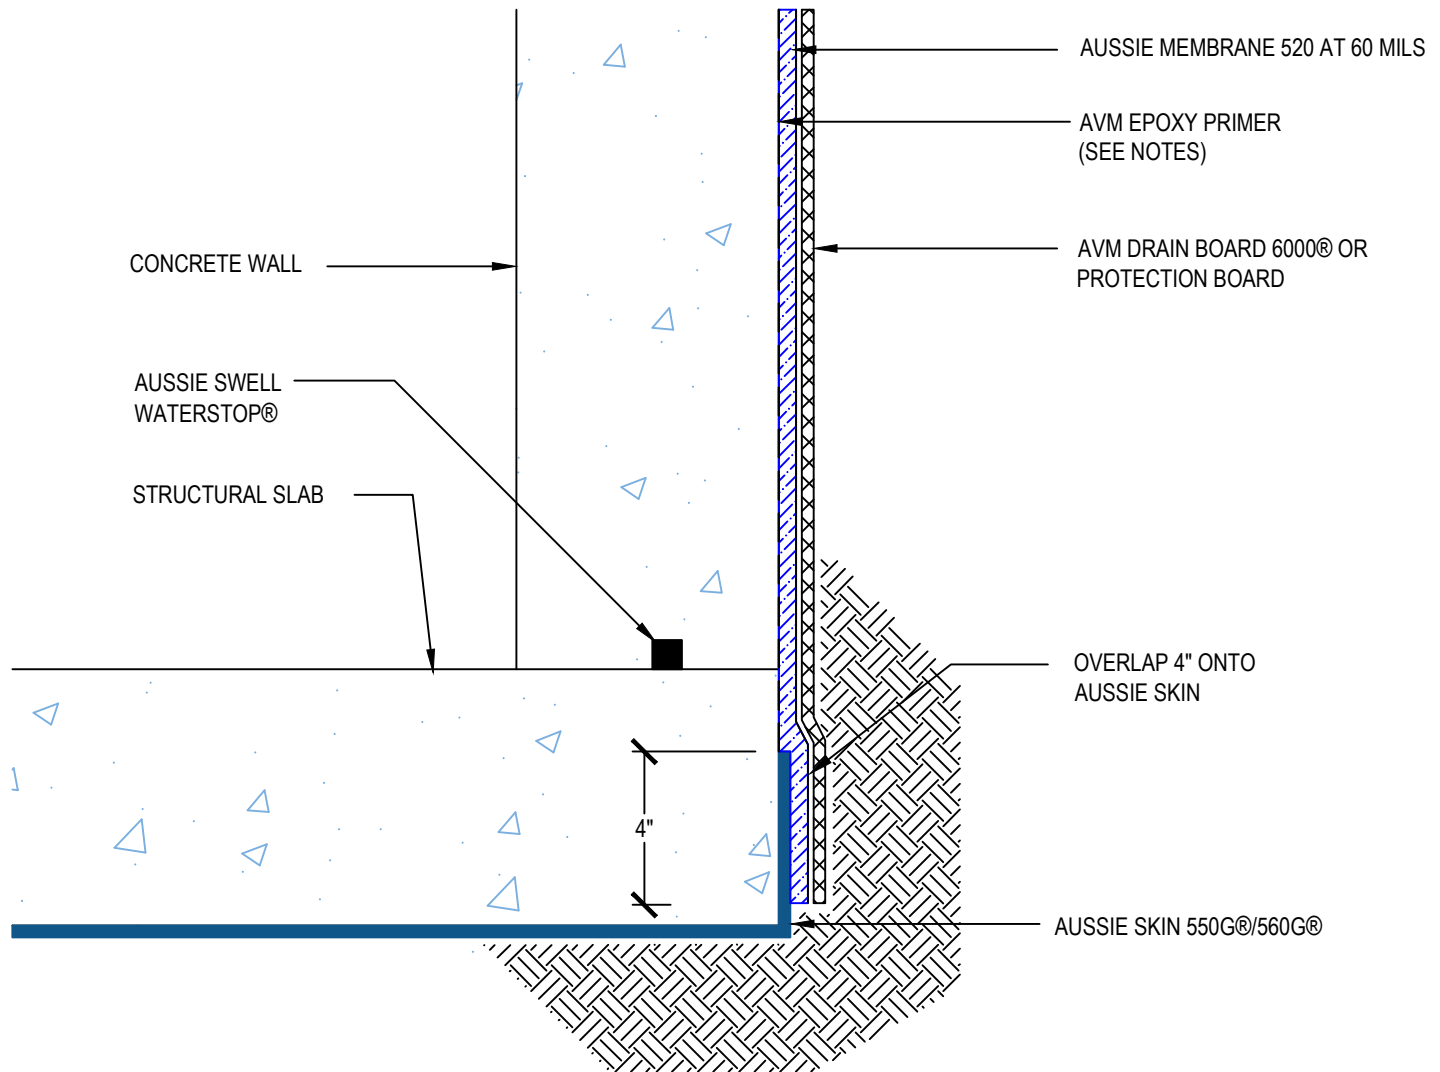 AUSSIE MEMBRANE 520 AT 60 MILS
AVM EPOXY PRIMER
(SEE NOTES)
AVM DRAIN BOARD 6000® OR
PROTECTION BOARD
CONCRETE WALL
AUSSIE SWELL
WATERSTOP®
STRUCTURAL SLAB
OVERLAP 4" ONTO
AUSSIE SKIN
4"
AUSSIE SKIN 550G®/560G®